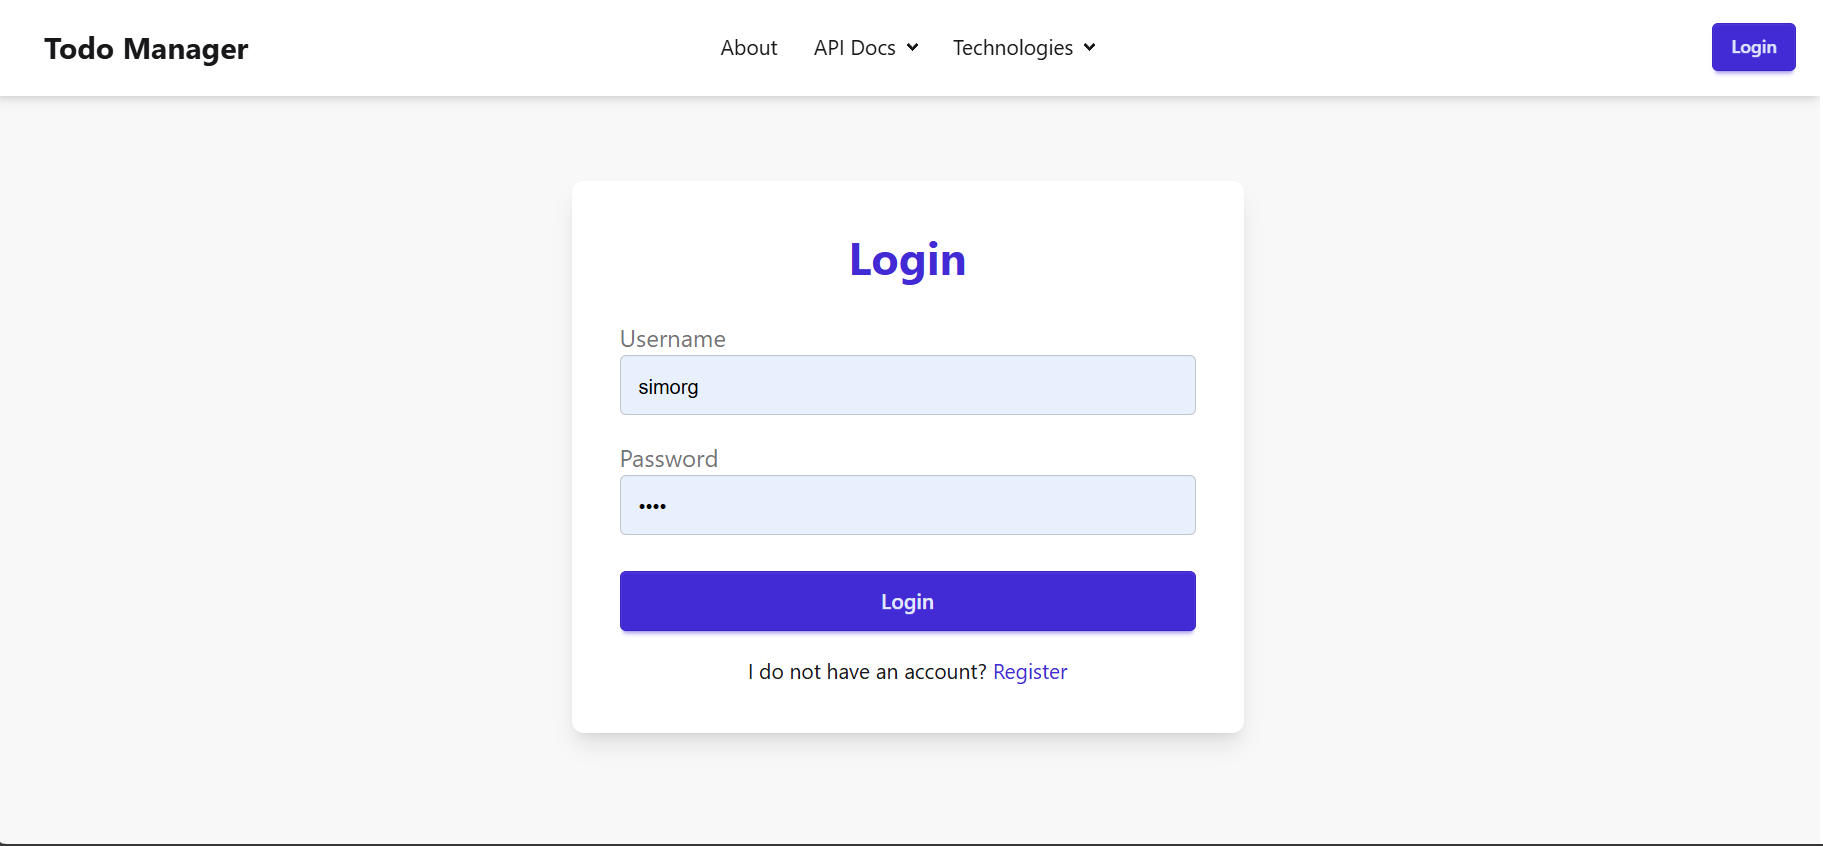 Todo Manager
About
API Docs
Technologies
Login
Login
Username
simorg
Password
••••
Login
I do not have an account? Register